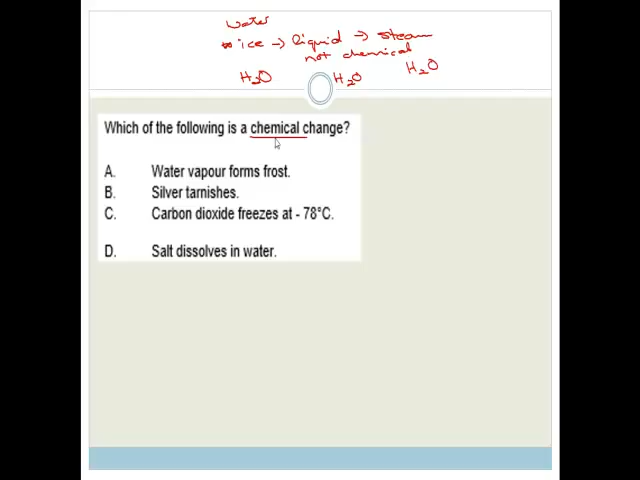 water
ice → liquid → steam
not chemical
H₂O H₂O H₂O
Which of the following is a chemical change?
A. Water vapour forms frost.
B. Silver tarnishes.
C. Carbon dioxide freezes at - 78°C.
D. Salt dissolves in water.